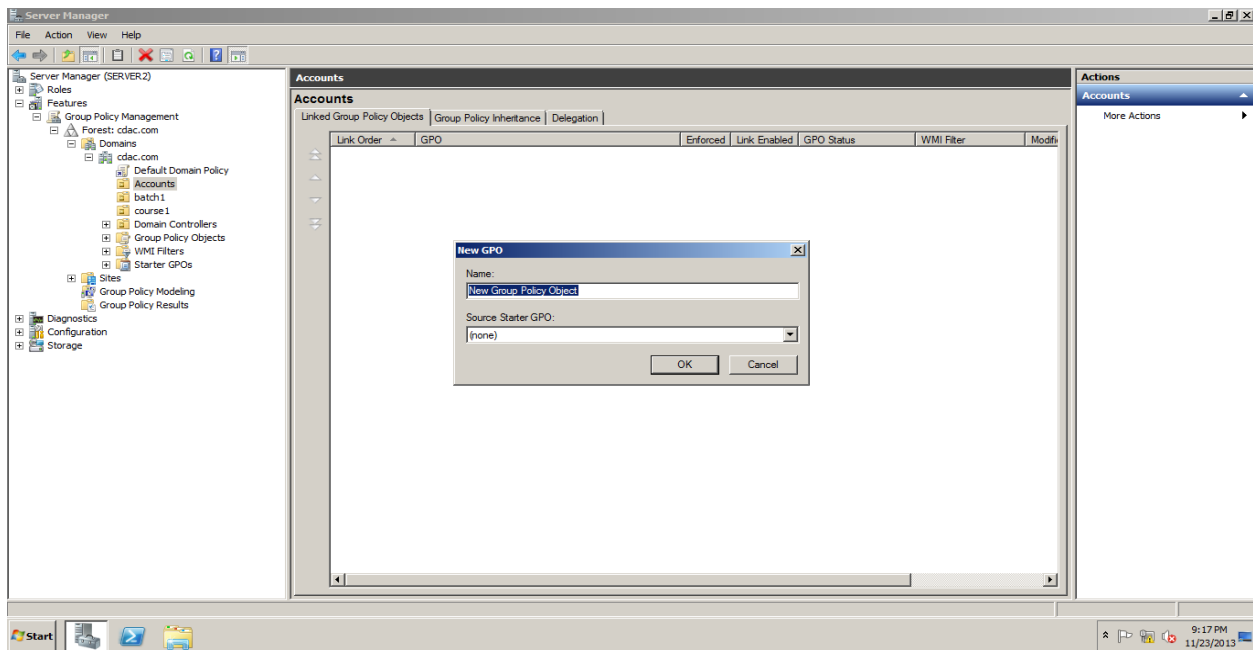 Server Manager
File Action View Help
Server Manager (SERVER2)
Roles
Features
Group Policy Management
Forest: cdac.com
Domains
cdac.com
Default Domain Policy
Accounts
batch1
course1
Domain Controllers
Group Policy Objects
WMI Filters
Starter GPOs
Sites
Group Policy Modeling
Group Policy Results
Diagnostics
Configuration
Storage
Accounts
Accounts
Linked Group Policy Objects Group Policy Inheritance Delegation
Link Order GPO Enforced Link Enabled GPO Status WMI Filter Modifi
New GPO
Name:
New Group Policy Object
Source Starter GPO:
(none)
OK Cancel
Actions
Accounts
More Actions
Start
9:17 PM
11/23/2013